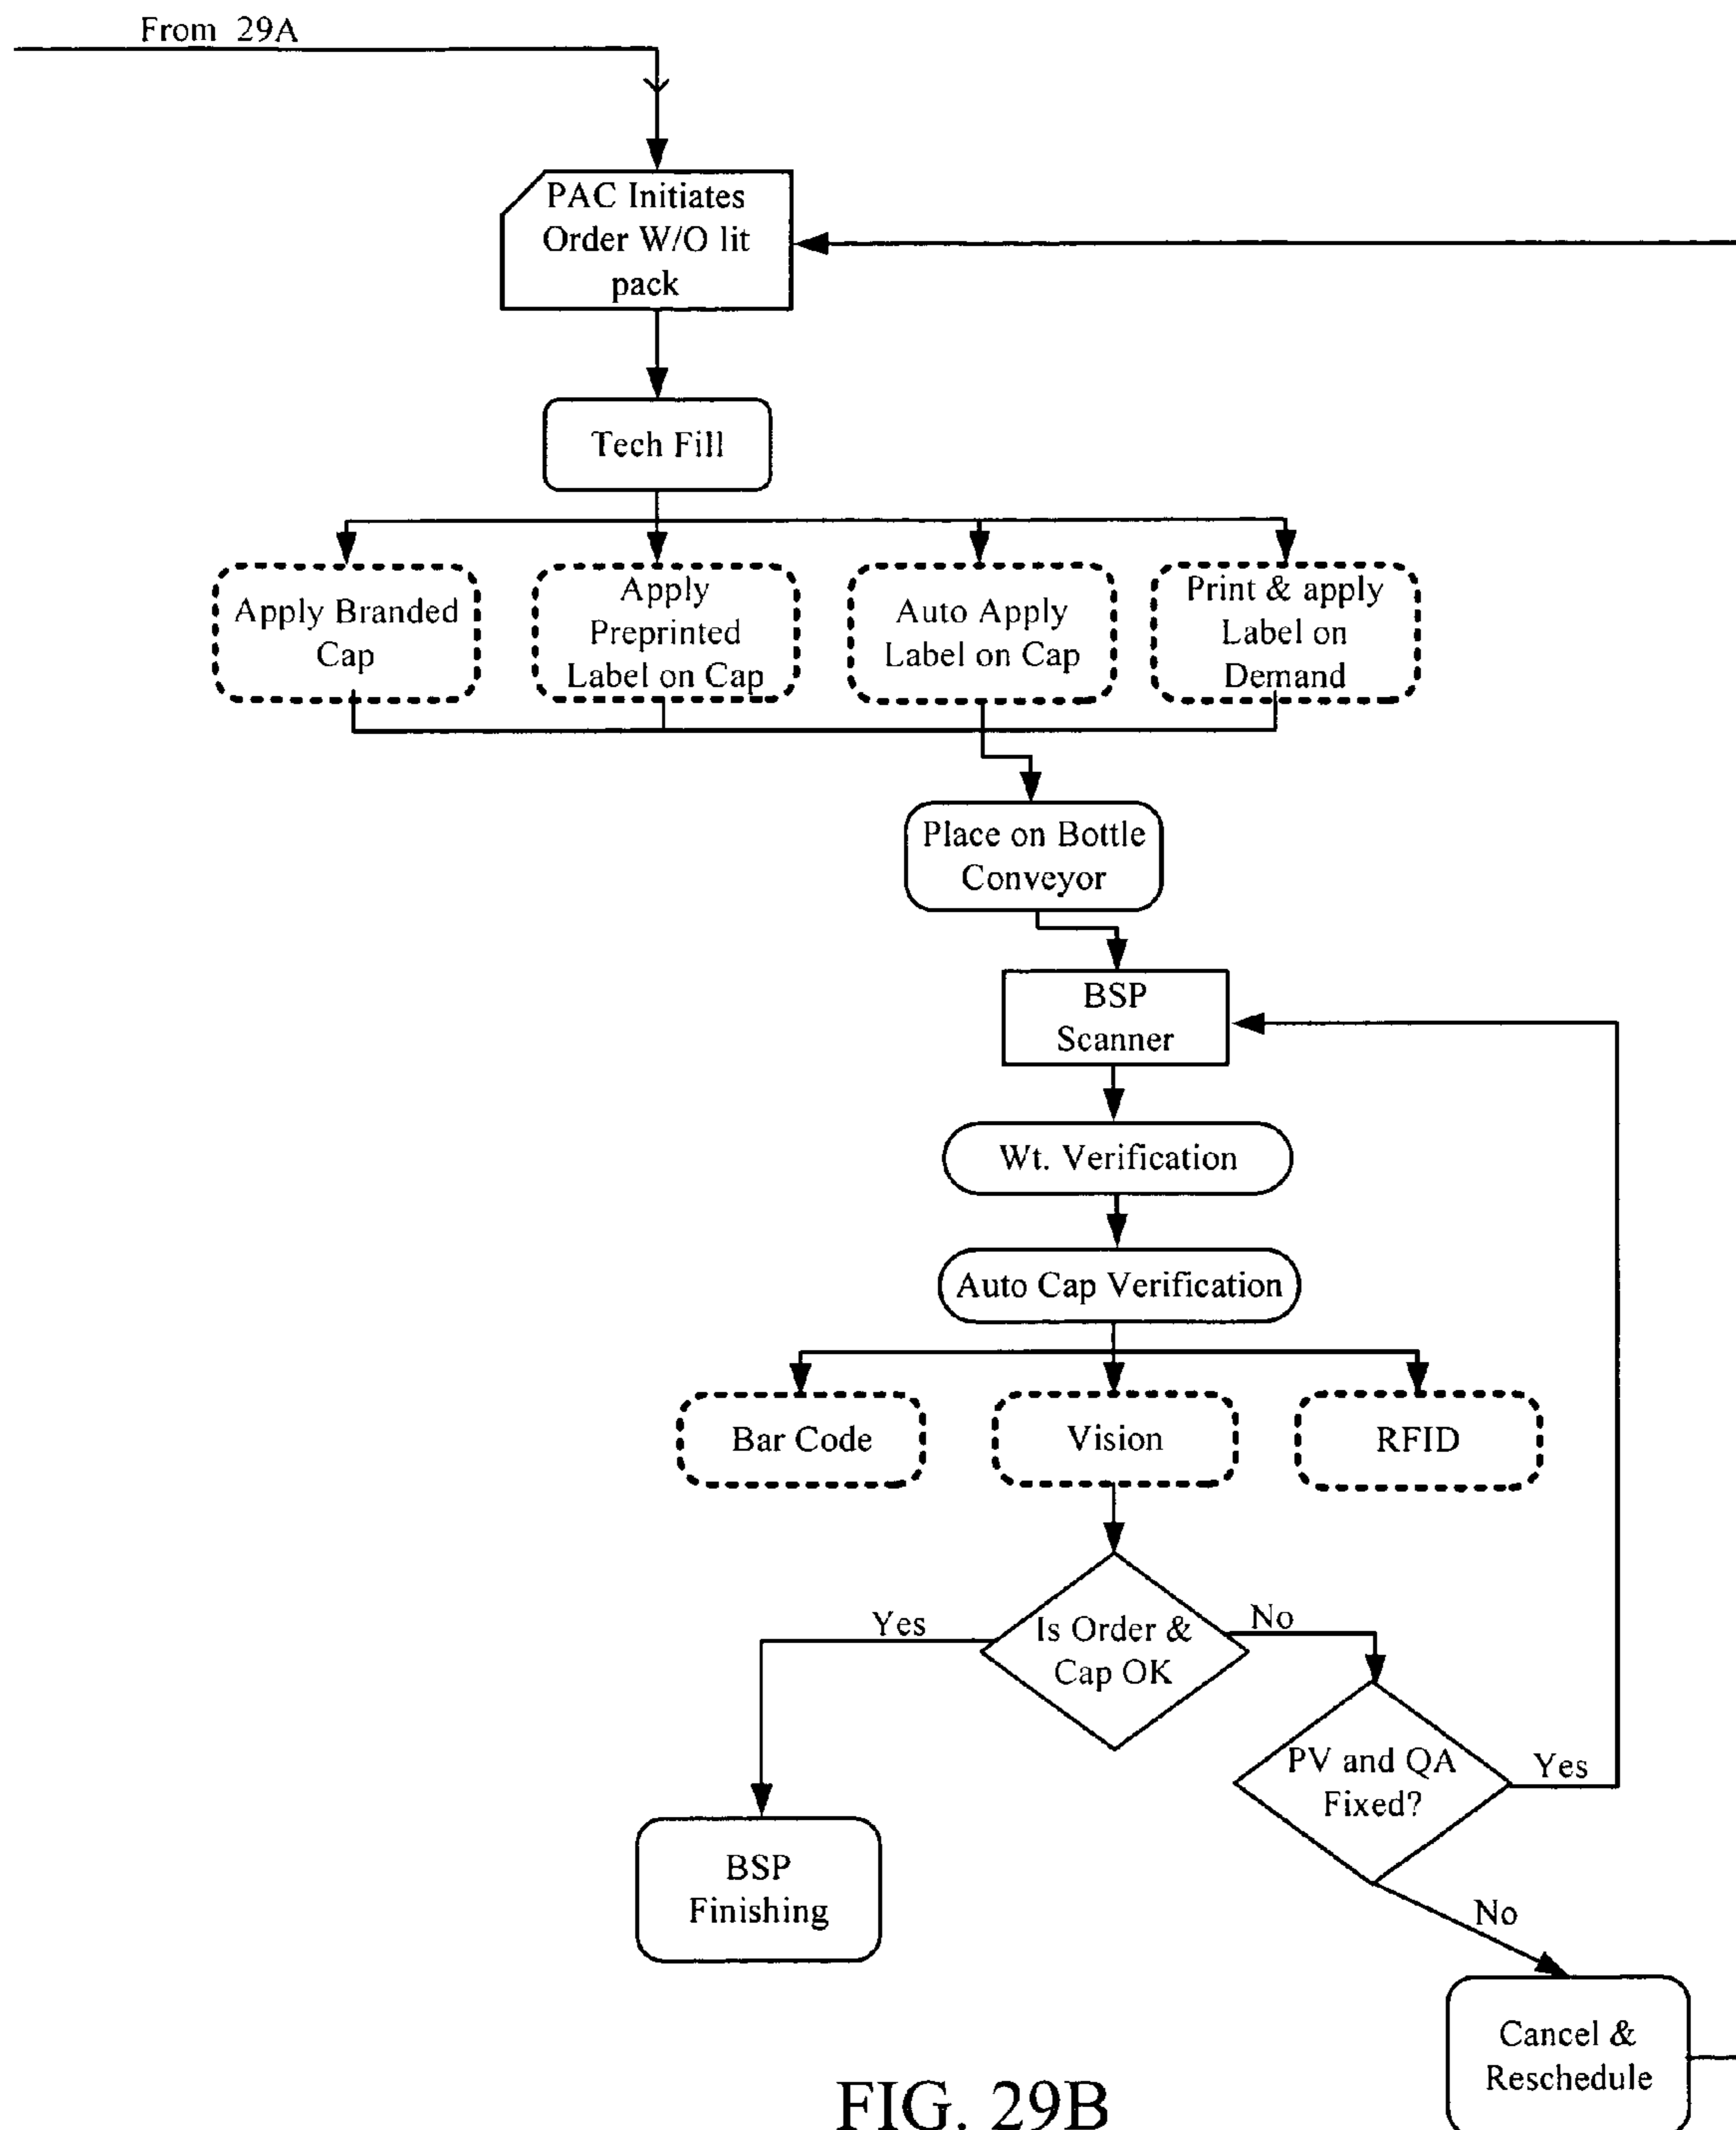 From 29A
PAC Initiates
Order W/O lit
pack
Tech Fill
Apply Branded
Cap
Apply
Preprinted
Label on Cap
Auto Apply
Label on Cap
Print & apply
Label on
Demand
Place on Bottle
Conveyor
BSP
Scanner
Wt. Verification
Auto Cap Verification
Bar Code
Vision
RFID
Yes
Is Order &
Cap OK
No
PV and QA
Fixed?
Yes
BSP
Finishing
No
Cancel &
Reschedule
FIG. 29B